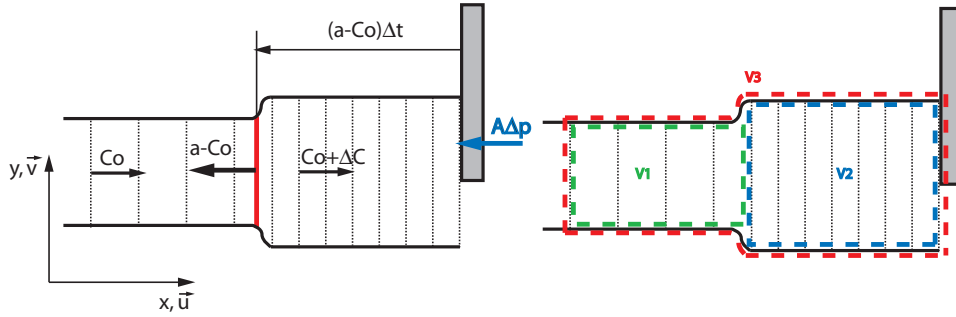 (a-Co)Δt
V3
AΔp
y, v⃗
Co
a-Co
Co+ΔC
V1
V2
x, u⃗